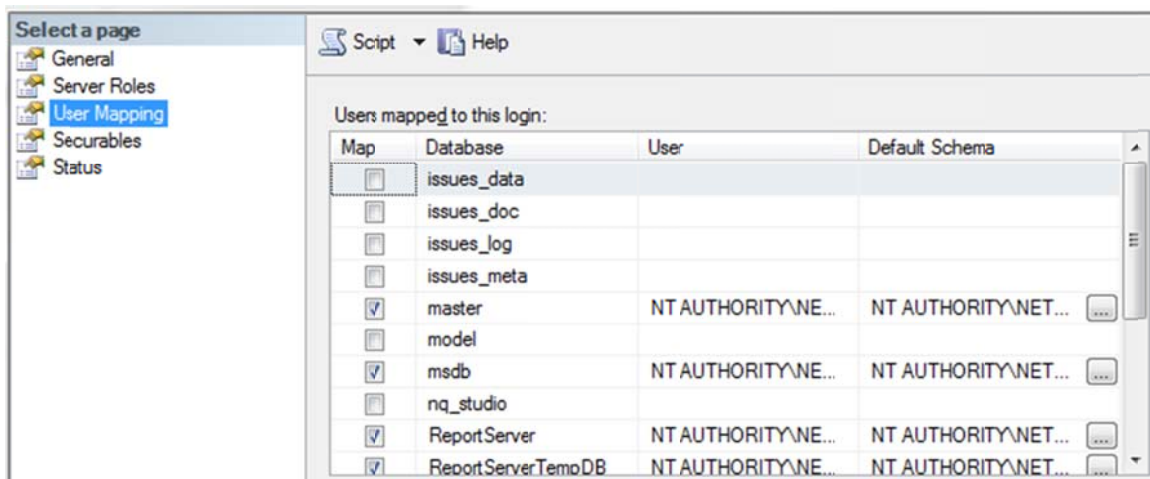 Select a page
General
Server Roles
User Mapping
Securables
Status
Script Help
Users mapped to this login:
Map Database User Default Schema
issues_data
issues_doc
issues_log
issues_meta
master NT AUTHORITY\NE... NT AUTHORITY\NET... ...
model
msdb NT AUTHORITY\NE... NT AUTHORITY\NET... ...
nq_studio
ReportServer NT AUTHORITY\NE... NT AUTHORITY\NET... ...
ReportServerTempDB NT AUTHORITY\NE... NT AUTHORITY\NET... ...